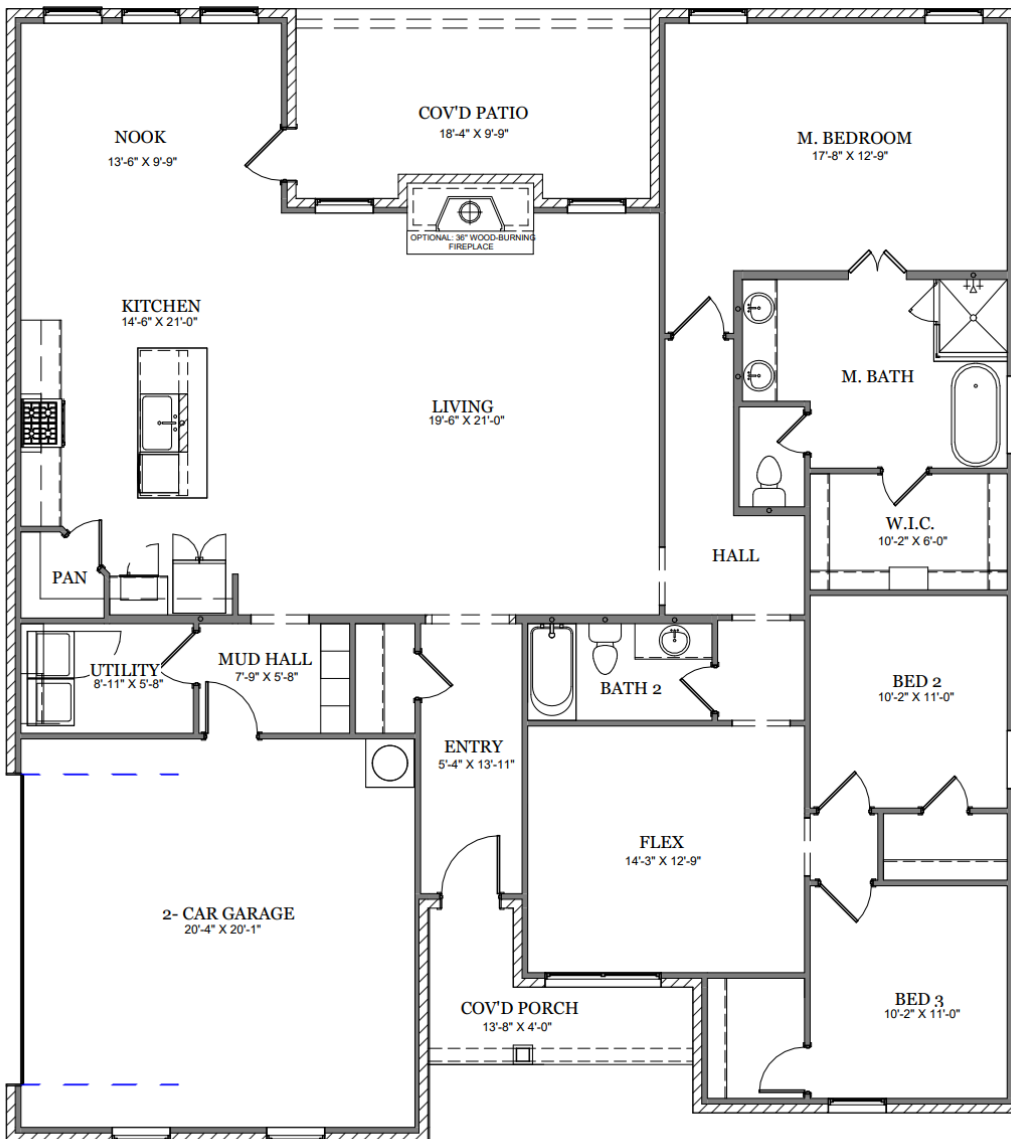 NOOK
13'-6" X 9'-9"
COV'D PATIO
18'-4" X 9'-9"
M. BEDROOM
17'-8" X 12'-9"
OPTIONAL: 36" WOOD-BURNING
FIREPLACE
KITCHEN
14'-6" X 21'-0"
LIVING
19'-6" X 21'-0"
M. BATH
W.I.C.
10'-2" X 6'-0"
HALL
PAN
UTILITY
8'-11" X 5'-8"
MUD HALL
7'-9" X 5'-8"
BATH 2
BED 2
10'-2" X 11'-0"
ENTRY
5'-4" X 13'-11"
FLEX
14'-3" X 12'-9"
2- CAR GARAGE
20'-4" X 20'-1"
COV'D PORCH
13'-8" X 4'-0"
BED 3
10'-2" X 11'-0"